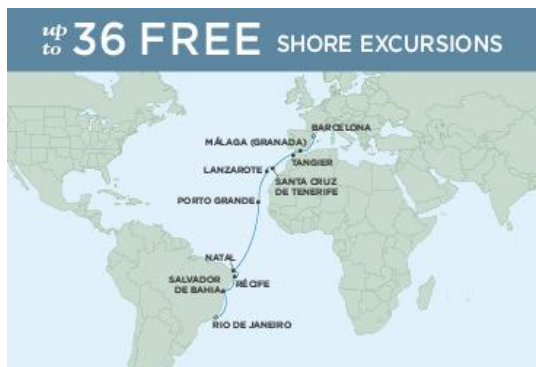 up to 36 FREE SHORE EXCURSIONS
BARCELONA
MÁLAGA (GRANADA)
TANGIER
LANZAROTE
SANTA CRUZ
DE TENERIFE
PORTO GRANDE
NATAL
RÉCIFE
SALVADOR
DE BAHIA
RIO DE JANEIRO